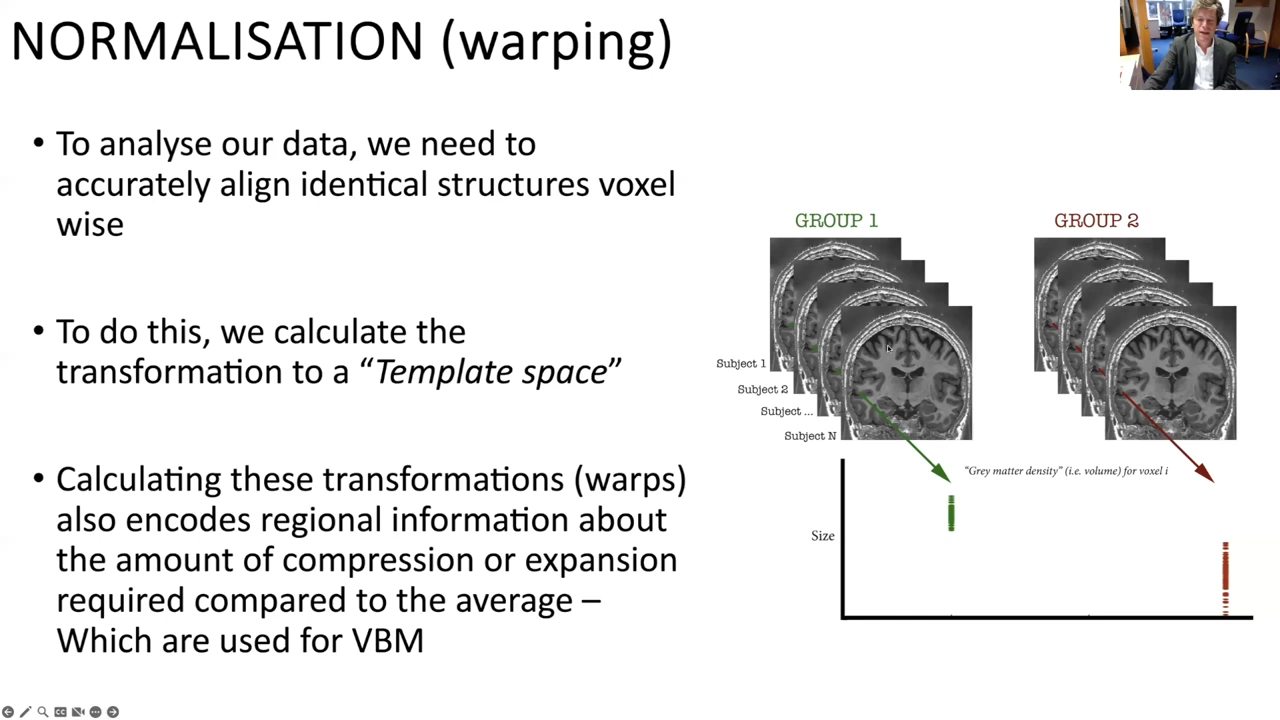 NORMALISATION (warping)
• To analyse our data, we need to
accurately align identical structures voxel
wise
• To do this, we calculate the
transformation to a “Template space”
• Calculating these transformations (warps)
also encodes regional information about
the amount of compression or expansion
required compared to the average –
Which are used for VBM
GROUP 1
GROUP 2
Subject 1
Subject 2
Subject ...
Subject N
“Grey matter density” (i.e. volume) for voxel i
Size